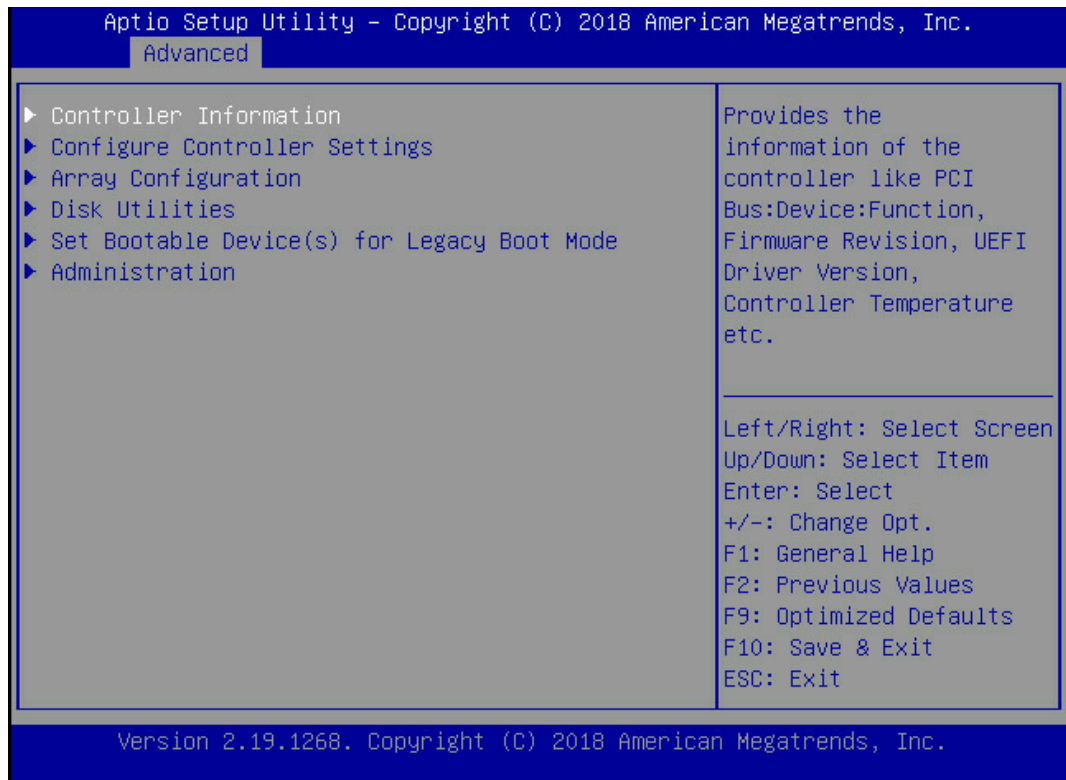 Aptio Setup Utility – Copyright (C) 2018 American Megatrends, Inc.
Advanced
Controller Information
Configure Controller Settings
Array Configuration
Disk Utilities
Set Bootable Device(s) for Legacy Boot Mode
Administration
Provides the
information of the
controller like PCI
Bus:Device:Function,
Firmware Revision, UEFI
Driver Version,
Controller Temperature
etc.
Left/Right: Select Screen
Up/Down: Select Item
Enter: Select
+/-: Change Opt.
F1: General Help
F2: Previous Values
F9: Optimized Defaults
F10: Save & Exit
ESC: Exit
Version 2.19.1268. Copyright (C) 2018 American Megatrends, Inc.